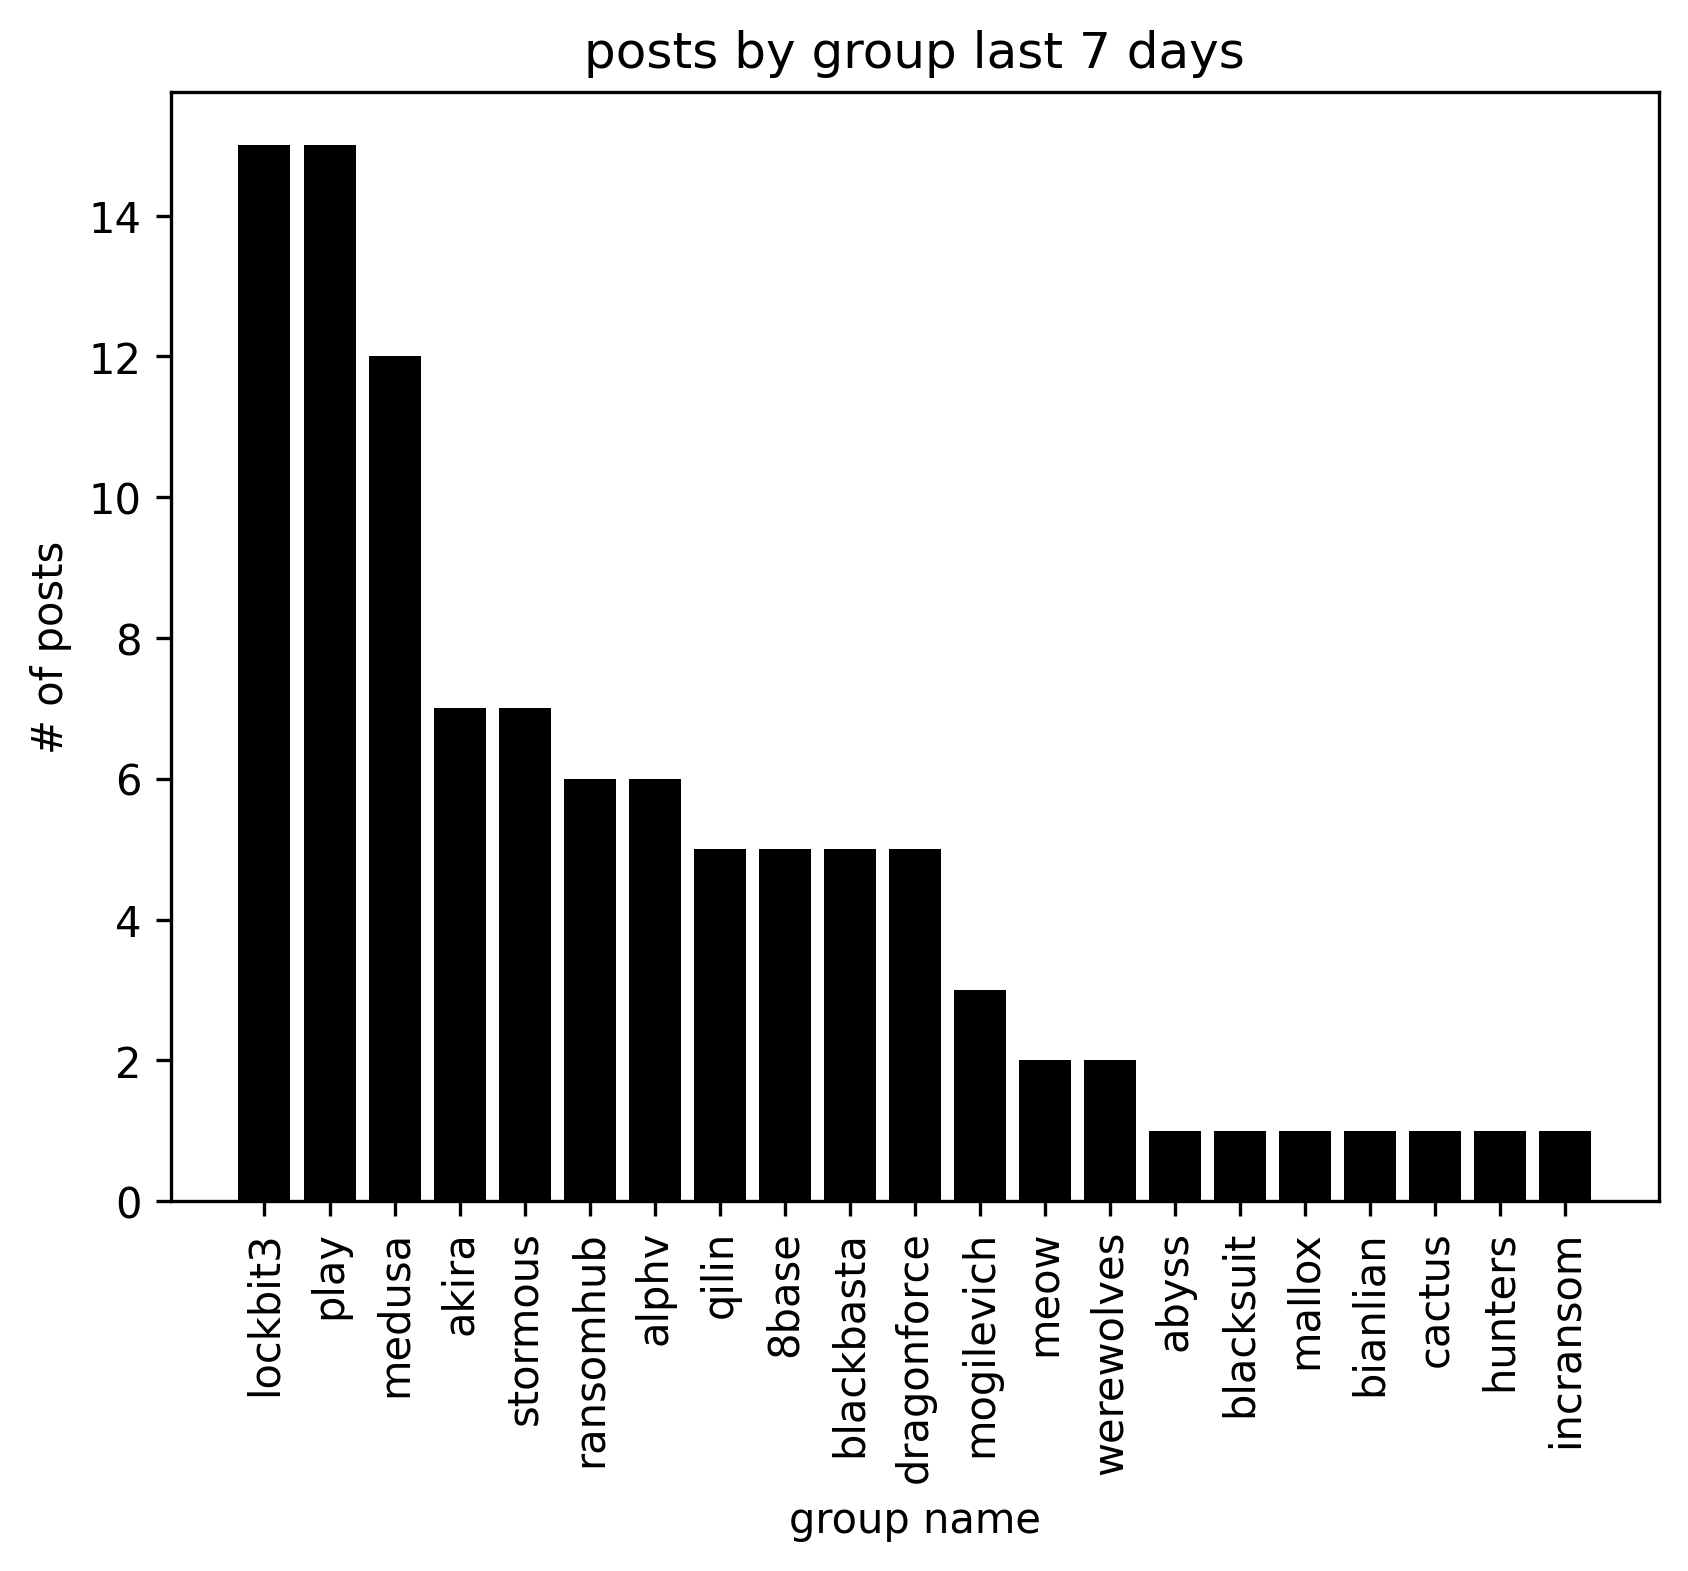 posts by group last 7 days
# of posts
14
12
10
8
6
4
2
0
lockbit3
play
medusa
akira
stormous
ransomhub
alphv
qilin
8base
blackbasta
dragonforce
mogilevich
meow
werewolves
abyss
blacksuit
mallox
bianlian
cactus
hunters
incransom
group name